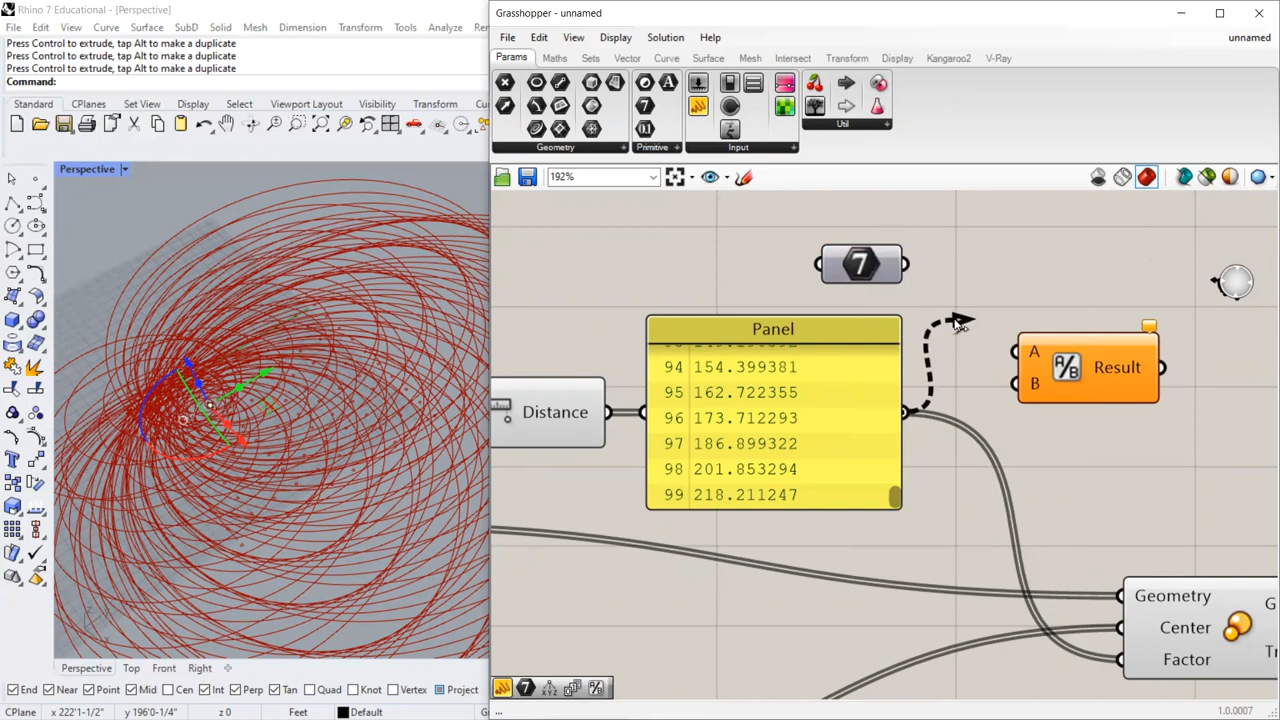 Rhino 7 Educational - [Perspective]
File Edit View Curve Surface SubD Solid Mesh Dimension Transform Tools Analyze
Press Control to extrude, tap Alt to make a duplicate
Press Control to extrude, tap Alt to make a duplicate
Press Control to extrude, tap Alt to make a duplicate
Command:
Standard CPlanes Set View Display Select Viewport Layout Visibility Transform
Perspective
Perspective Top Front Right
End Near Point Mid Cen Int Perp Tan Quad Knot Vertex Project
CPlane x 222'1-1/2" y 196'0-1/4" z 0 Feet Default
Grasshopper - unnamed
File Edit View Display Solution Help unnamed
Params Maths Sets Vector Curve Surface Mesh Intersect Transform Display Kangaroo2 V-Ray
Geometry Primitive Input Util
192%
7
Panel
94 154.399381
95 162.722355
96 173.712293
97 186.899322
98 201.853294
99 218.211247
Distance
A
B
A/B
Result
Geometry
Center
Factor
G
...
1.0.0007